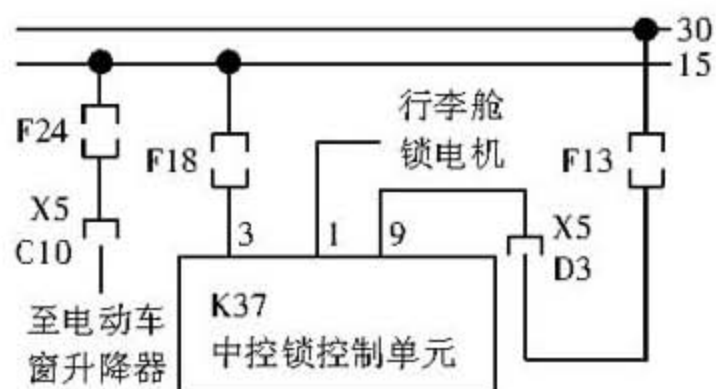 30
15
行李舱
锁电机
F24
F18
F13
X5
C10
3
1
9
X5
D3
至电动车
窗升降器
K37
中控锁控制单元